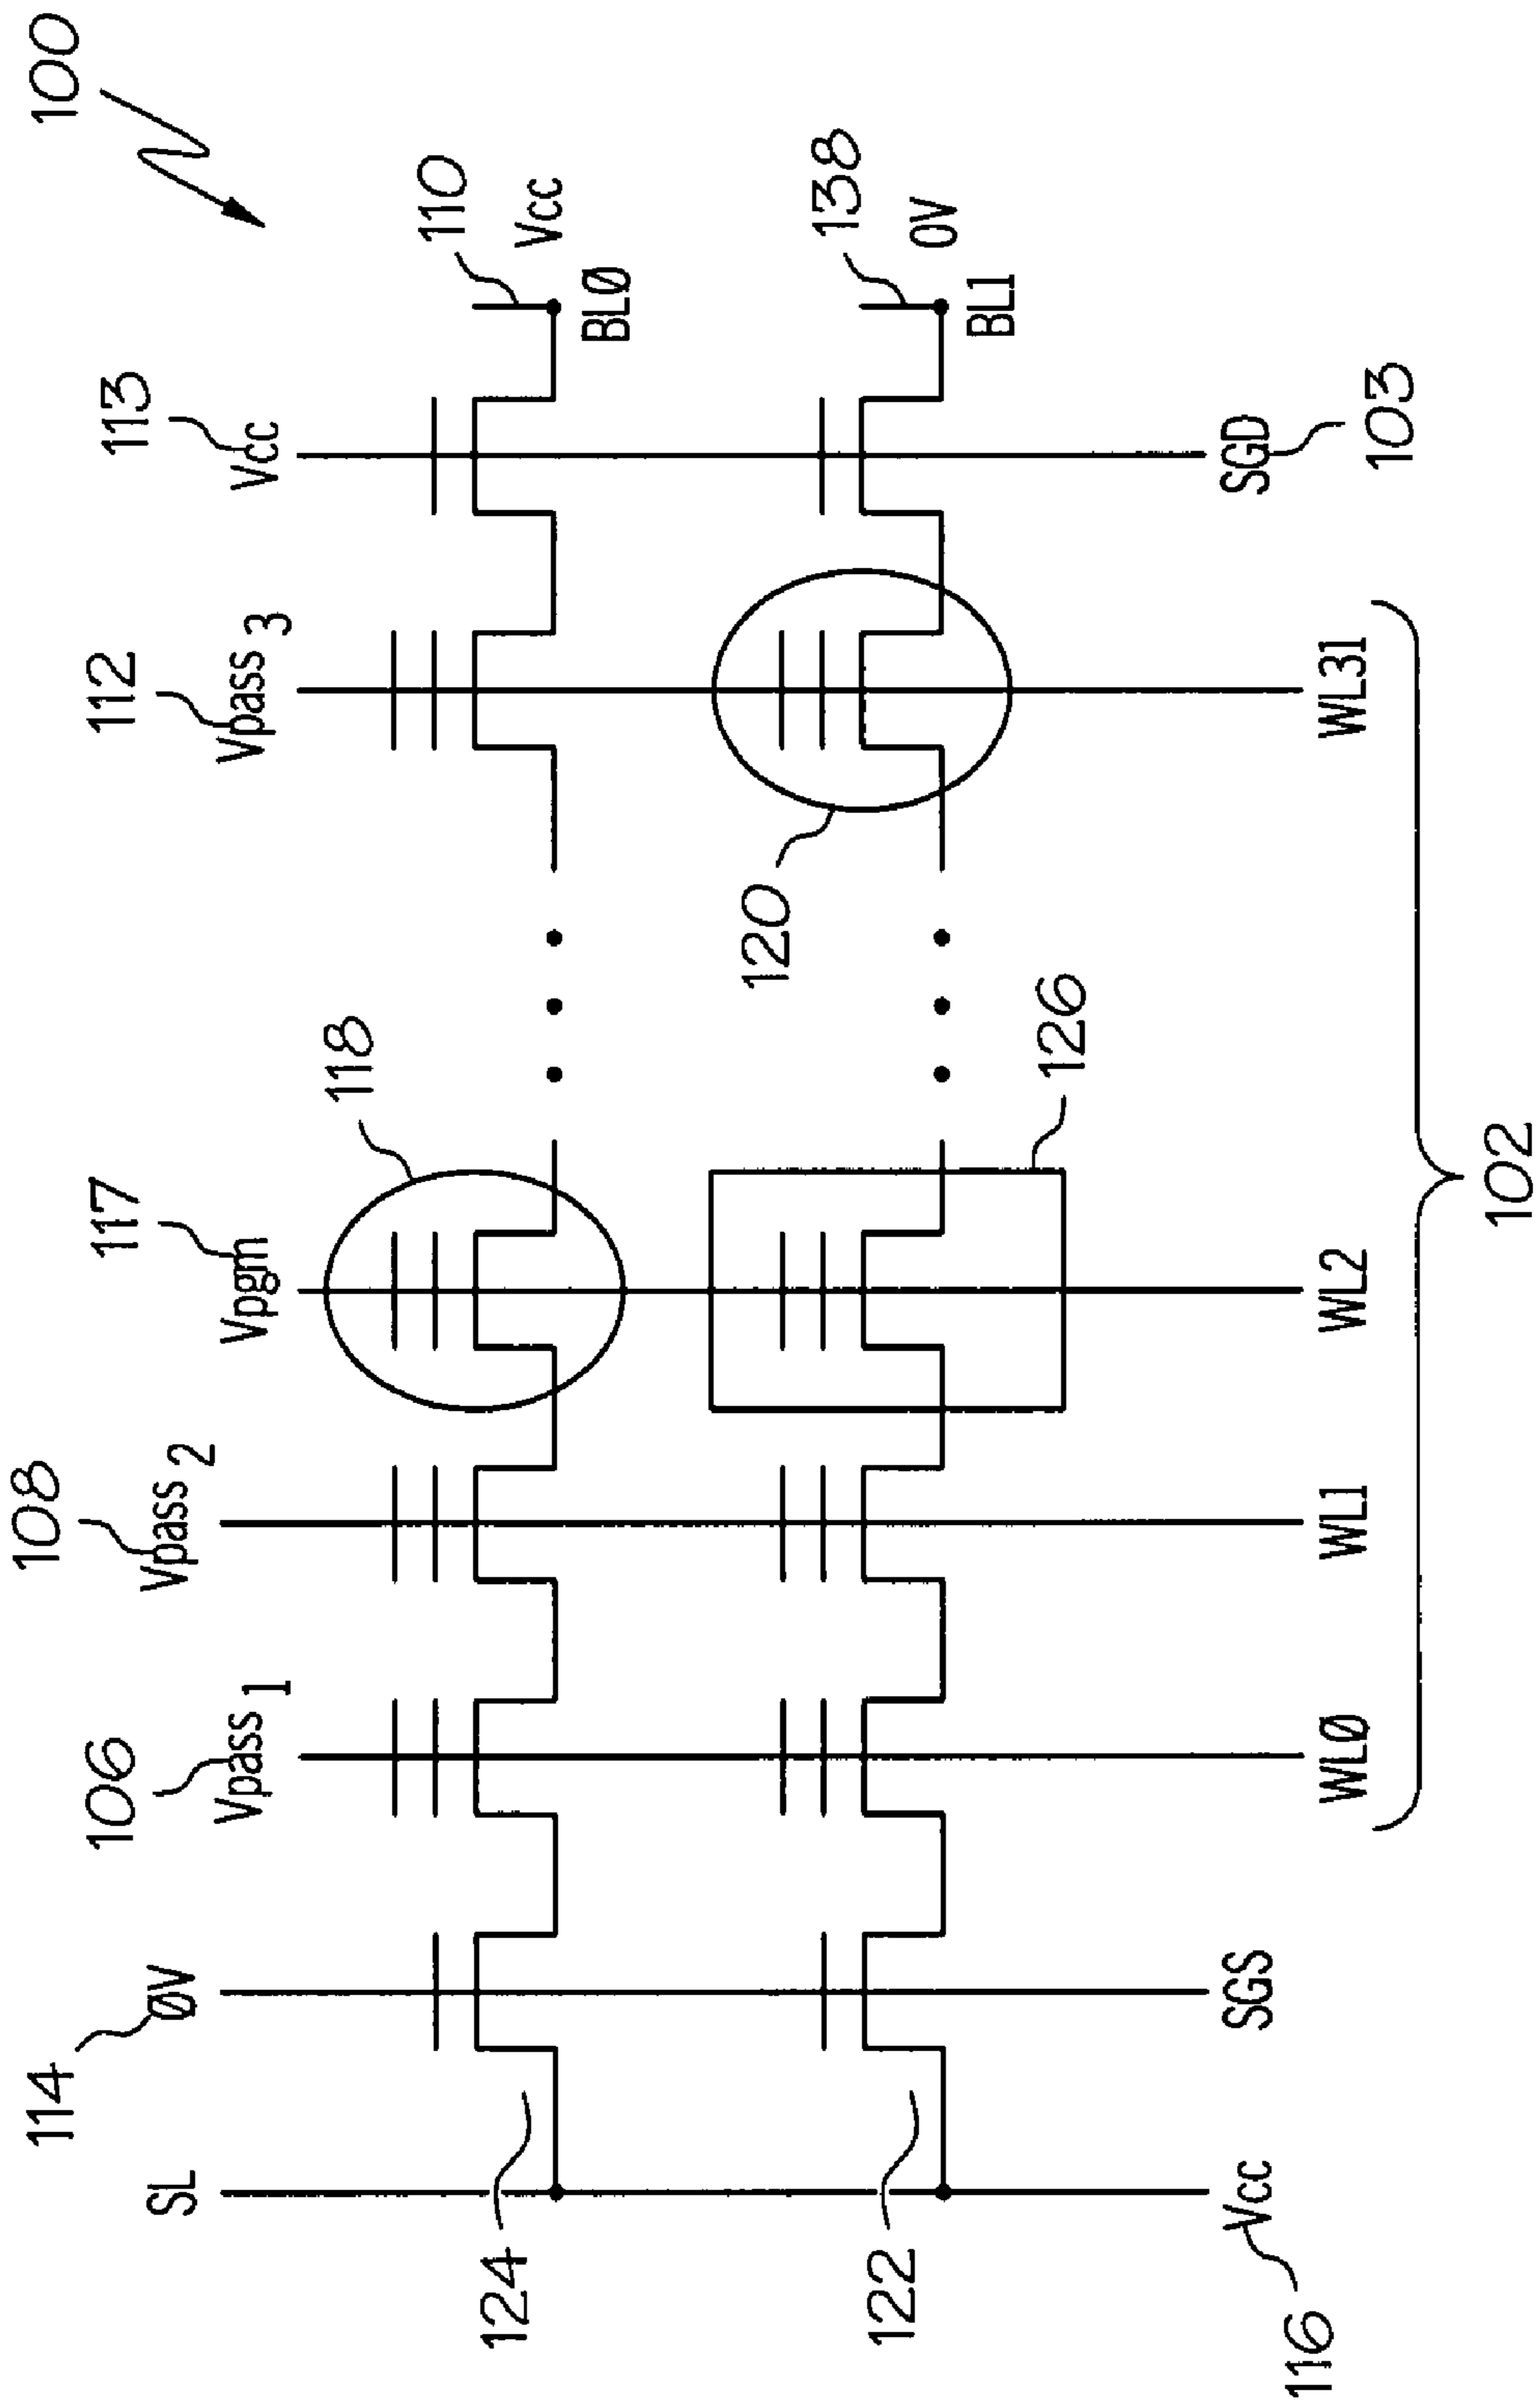 100
113
Vcc
110
Vcc
BLØ
112
Vpass 3
138
0V
BL1
117
Vpgm
118
120
108
Vpass 2
126
106
Vpass 1
114
ØV
SL
124
122
116
Vcc
SGS
WLØ
WL1
WL2
WL31
SGD
103
102